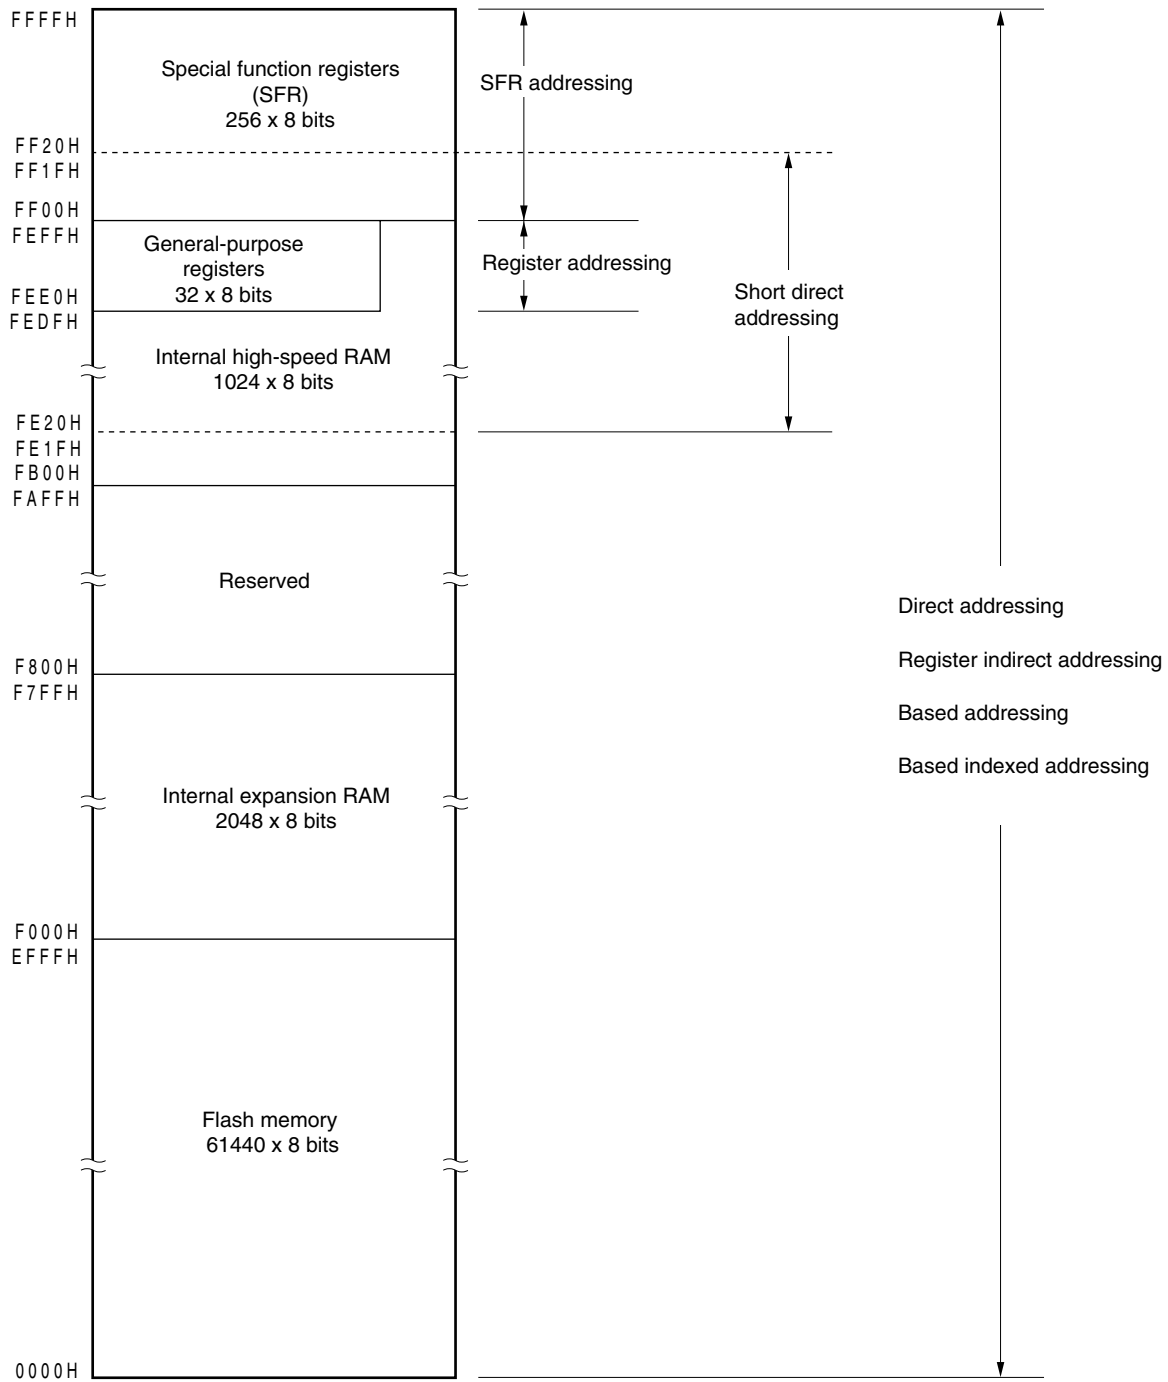 FFFFH
Special function registers
(SFR)
256 x 8 bits
SFR addressing
FF20H
FF1FH
FF00H
FEFFH
General-purpose
registers
32 x 8 bits
Register addressing
Short direct
addressing
FEE0H
FEDFH
Internal high-speed RAM
1024 x 8 bits
FE20H
FE1FH
FB00H
FAFFH
Reserved
Direct addressing
Register indirect addressing
Based addressing
Based indexed addressing
F800H
F7FFH
Internal expansion RAM
2048 x 8 bits
F000H
EFFFH
Flash memory
61440 x 8 bits
0000H